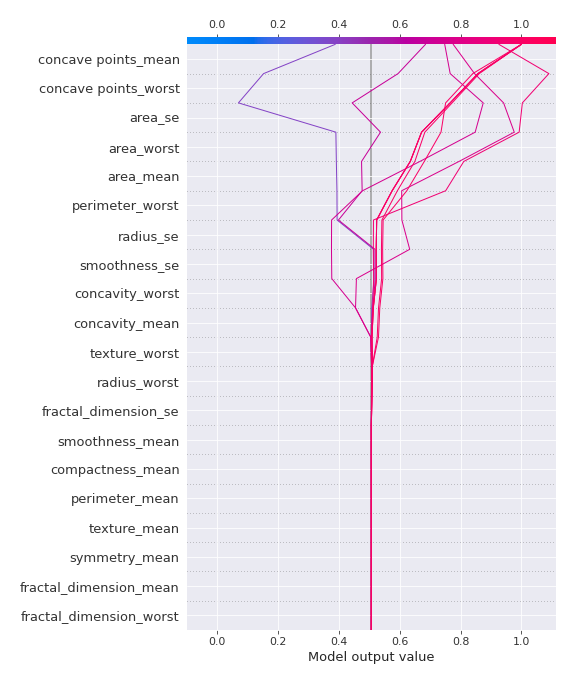 0.0 0.2 0.4 0.6 0.8 1.0
concave points_mean
concave points_worst
area_se
area_worst
area_mean
perimeter_worst
radius_se
smoothness_se
concavity_worst
concavity_mean
texture_worst
radius_worst
fractal_dimension_se
smoothness_mean
compactness_mean
perimeter_mean
texture_mean
symmetry_mean
fractal_dimension_mean
fractal_dimension_worst
0.0 0.2 0.4 0.6 0.8 1.0
Model output value